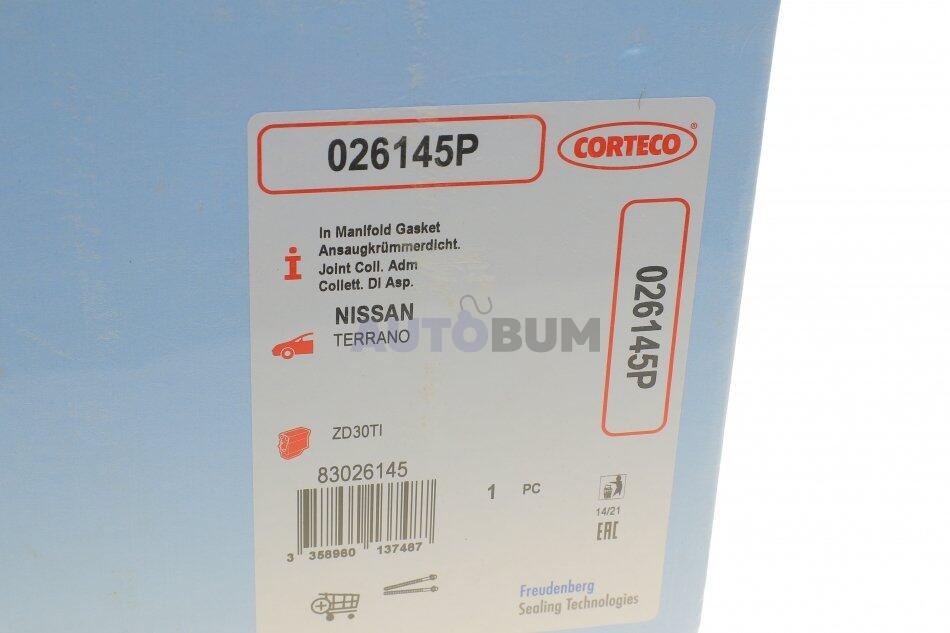 026145P
CORTECO®
In Manifold Gasket
Ansaugkrümmerdicht.
Joint Coll. Adm
Collett. Di Asp.
026145P
NISSAN
TERRANO
AUTOBUM
ZD30TI
83026145
1 PC
14/21
EAC
3 358960 137487
Freudenberg
Sealing Technologies